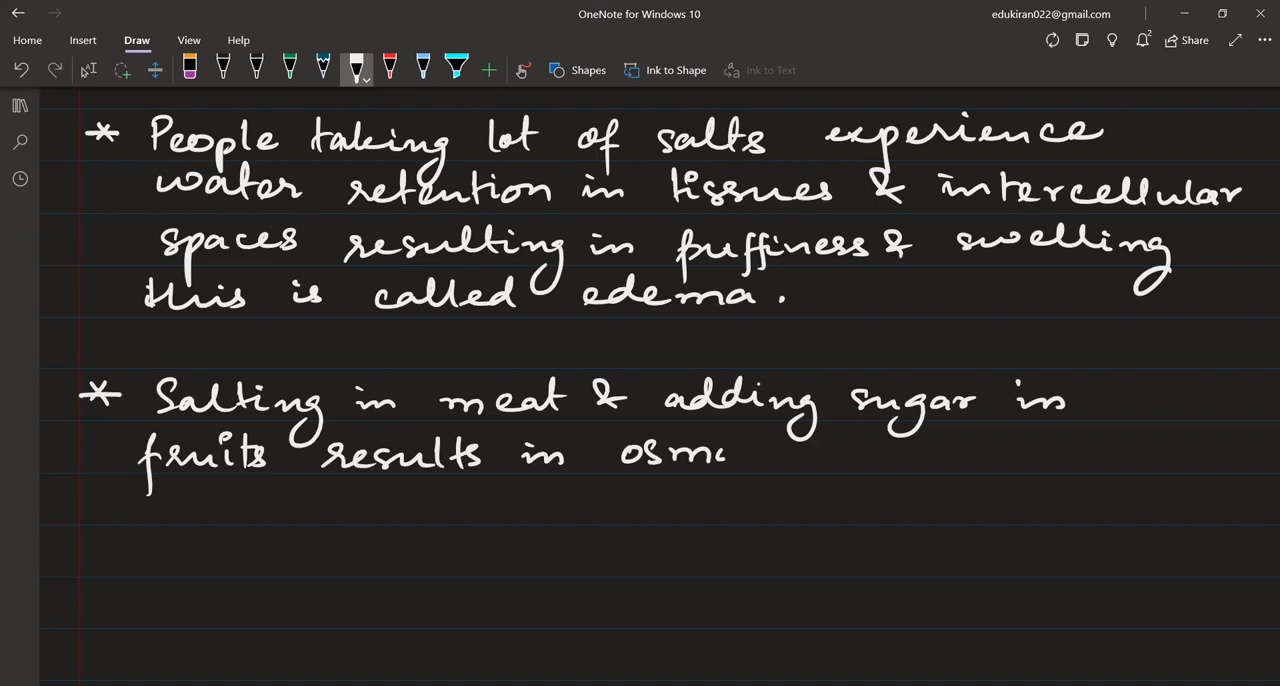 OneNote for Windows 10
edukiran022@gmail.com
Home Insert Draw View Help
Share
Shapes Ink to Shape Ink to Text
* People taking lot of salts experience
water retention in tissues & intercellular
spaces resulting in puffiness & swelling
this is called edema.
* Salting in meat & adding sugar in
fruits results in osmo